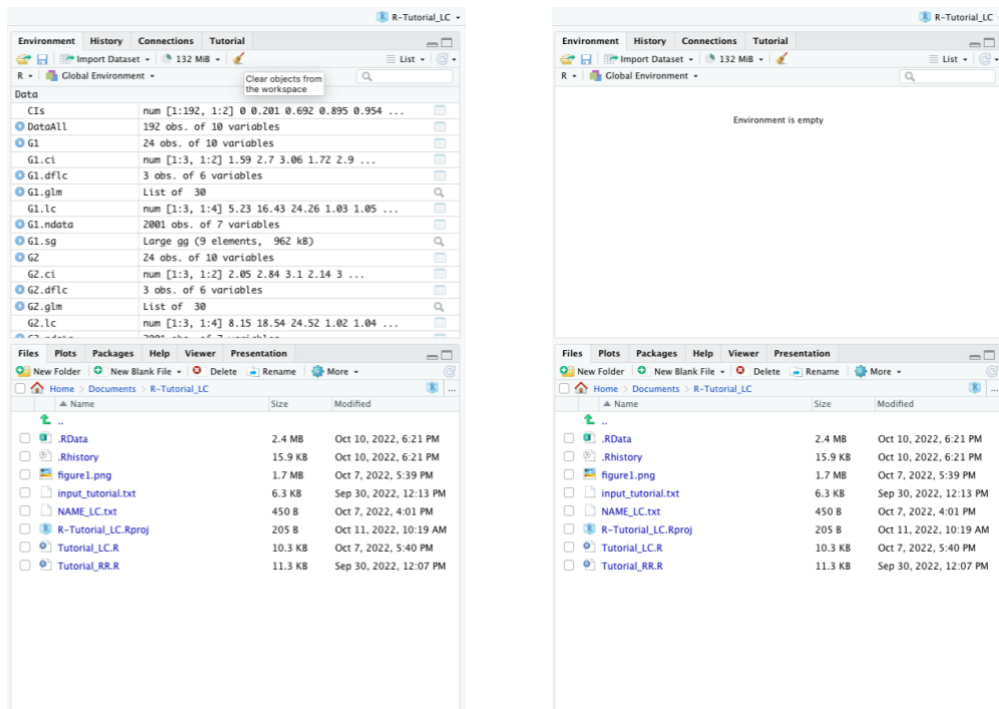 R-Tutorial_LC
Environment History Connections Tutorial
Import Dataset 132 MiB List
R Global Environment
Clear objects from
the workspace
Data
CIs num [1:192, 1:2] 0 0.201 0.692 0.895 0.954 ...
DataAll 192 obs. of 10 variables
G1 24 obs. of 10 variables
G1.ci num [1:3, 1:2] 1.59 2.7 3.06 1.72 2.9 ...
G1.dflc 3 obs. of 6 variables
G1.glm List of 30
G1.lc num [1:3, 1:4] 5.23 16.43 24.26 1.03 1.05 ...
G1.ndata 2001 obs. of 7 variables
G1.sg Large gg (9 elements, 962 kB)
G2 24 obs. of 10 variables
G2.ci num [1:3, 1:2] 2.05 2.84 3.1 2.14 3 ...
G2.dflc 3 obs. of 6 variables
G2.glm List of 30
G2.lc num [1:3, 1:4] 8.15 18.54 24.52 1.02 1.04 ...
Files Plots Packages Help Viewer Presentation
New Folder New Blank File Delete Rename More
Home Documents R-Tutorial_LC ...
Name Size Modified
..
.RData 2.4 MB Oct 10, 2022, 6:21 PM
.Rhistory 15.9 KB Oct 10, 2022, 6:21 PM
figure1.png 1.7 MB Oct 7, 2022, 5:39 PM
input_tutorial.txt 6.3 KB Sep 30, 2022, 12:13 PM
NAME_LC.txt 450 B Oct 7, 2022, 4:01 PM
R-Tutorial_LC.Rproj 205 B Oct 11, 2022, 10:19 AM
Tutorial_LC.R 10.3 KB Oct 7, 2022, 5:40 PM
Tutorial_RR.R 11.3 KB Sep 30, 2022, 12:07 PM
R-Tutorial_LC
Environment History Connections Tutorial
Import Dataset 132 MiB List
R Global Environment
Environment is empty
Files Plots Packages Help Viewer Presentation
New Folder New Blank File Delete Rename More
Home Documents R-Tutorial_LC ...
Name Size Modified
..
.RData 2.4 MB Oct 10, 2022, 6:21 PM
.Rhistory 15.9 KB Oct 10, 2022, 6:21 PM
figure1.png 1.7 MB Oct 7, 2022, 5:39 PM
input_tutorial.txt 6.3 KB Sep 30, 2022, 12:13 PM
NAME_LC.txt 450 B Oct 7, 2022, 4:01 PM
R-Tutorial_LC.Rproj 205 B Oct 11, 2022, 10:19 AM
Tutorial_LC.R 10.3 KB Oct 7, 2022, 5:40 PM
Tutorial_RR.R 11.3 KB Sep 30, 2022, 12:07 PM